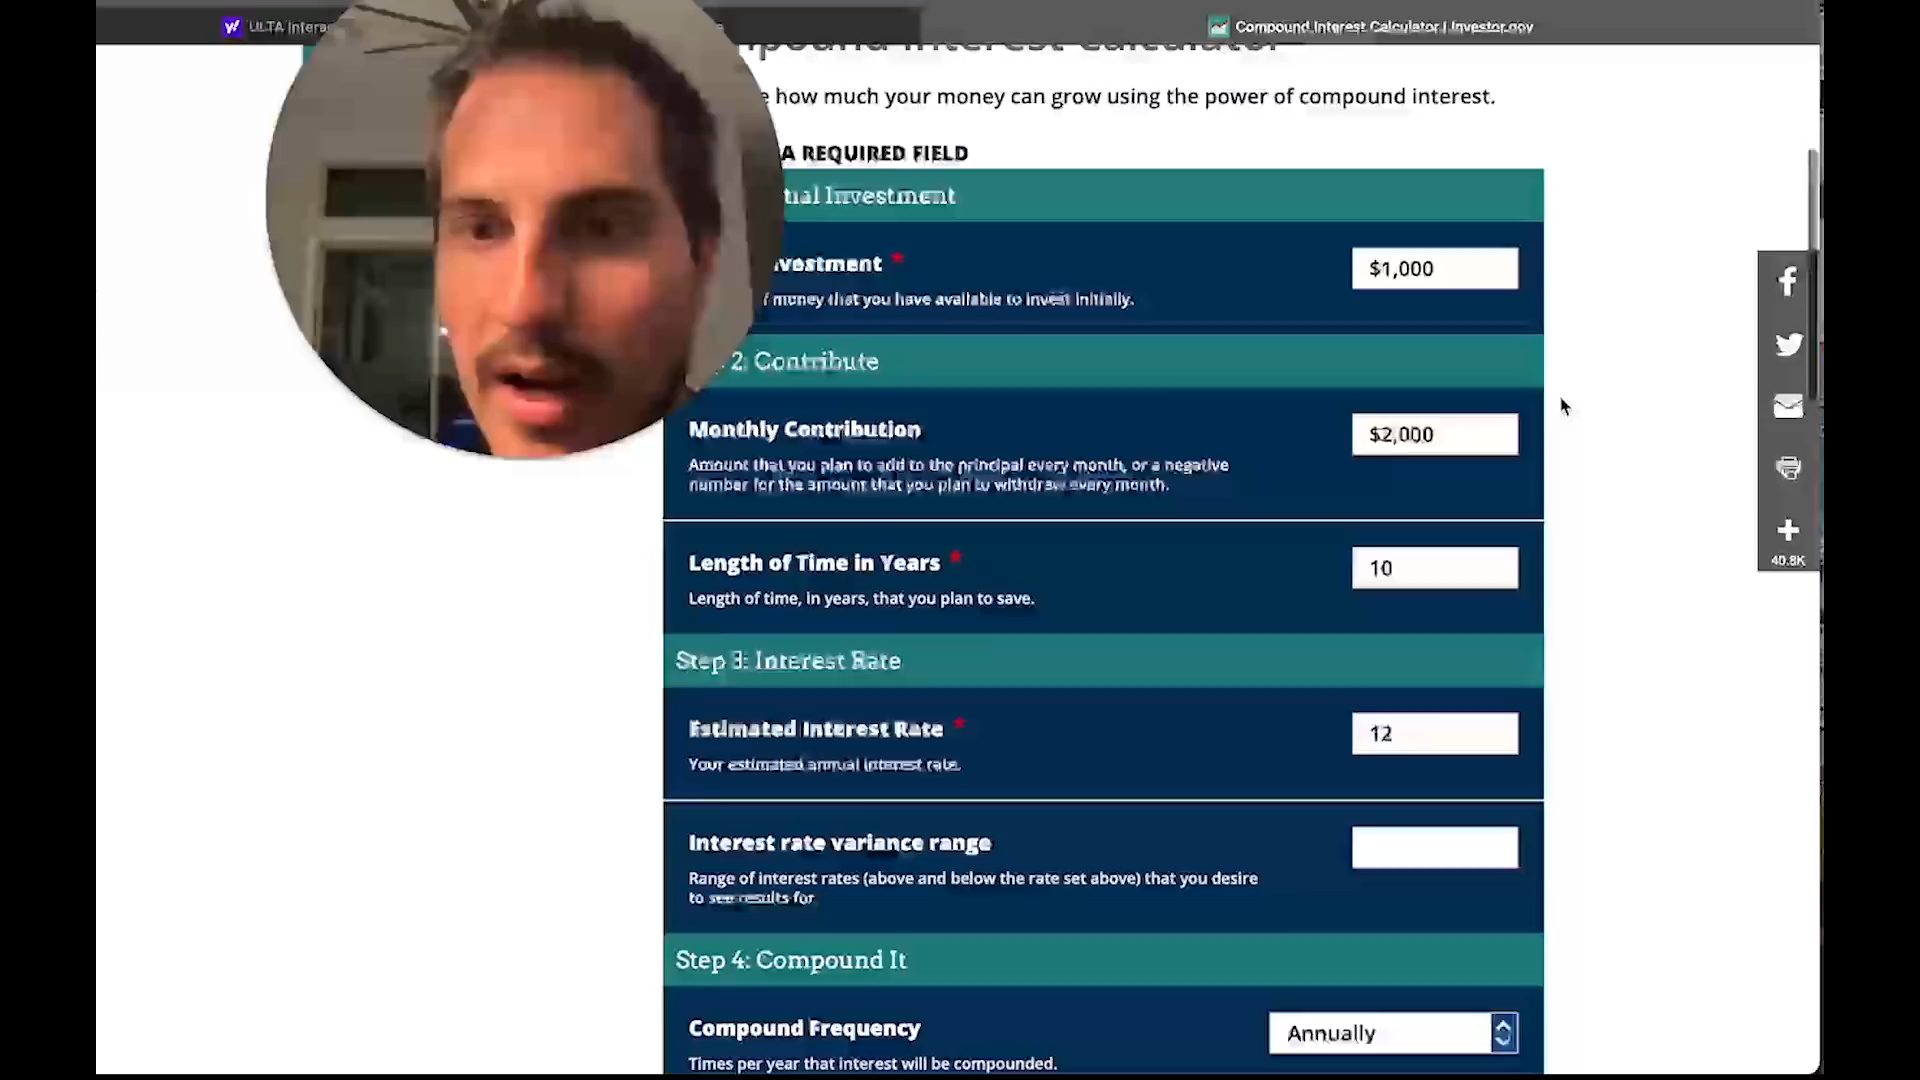 ULTA Intera
Compound Interest Calculator | Investor.gov
pound Interest Calculator
how much your money can grow using the power of compound interest.
A REQUIRED FIELD
tial Investment
vestment *
$1,000
money that you have available to invest initially.
2: Contribute
Monthly Contribution
$2,000
Amount that you plan to add to the principal every month, or a negative
number for the amount that you plan to withdraw every month.
Length of Time in Years *
10
Length of time, in years, that you plan to save.
Step 3: Interest Rate
Estimated Interest Rate *
12
Your estimated annual interest rate.
Interest rate variance range
Range of interest rates (above and below the rate set above) that you desire
to see results for
Step 4: Compound It
Compound Frequency
Annually
Times per year that interest will be compounded.
40.8K